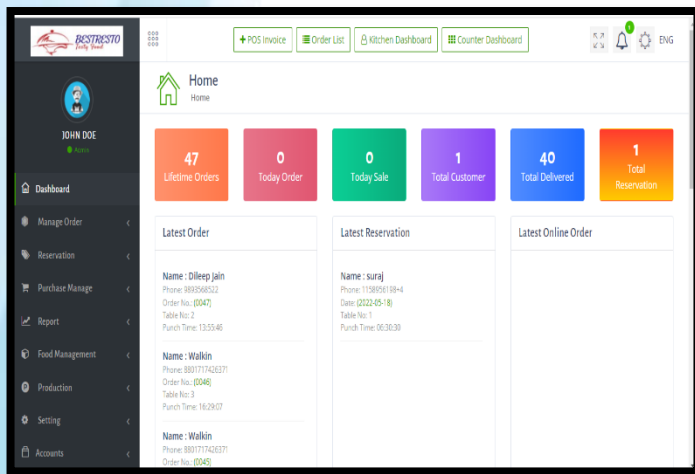 BESTRESTO
Tasty Food
+ POS Invoice
Order List
Kitchen Dashboard
Counter Dashboard
ENG
JOHN DOE
Admin
Home
Home
47
Lifetime Orders
0
Today Order
0
Today Sale
1
Total Customer
40
Total Delivered
1
Total
Reservation
Dashboard
Manage Order
Reservation
Purchase Manage
Report
Food Management
Production
Setting
Accounts
Latest Order
Name : Dileep Jain
Phone: 9893568522
Order No.: (0047)
Table No: 2
Punch Time: 13:55:46
Name : Walkin
Phone: 8801717426371
Order No.: (0046)
Table No: 3
Punch Time: 16:29:07
Name : Walkin
Phone: 8801717426371
Order No.: (0045)
Latest Reservation
Name : suraj
Phone: 1158956198+4
Date: (2022-05-18)
Table No: 1
Punch Time: 06:30:30
Latest Online Order